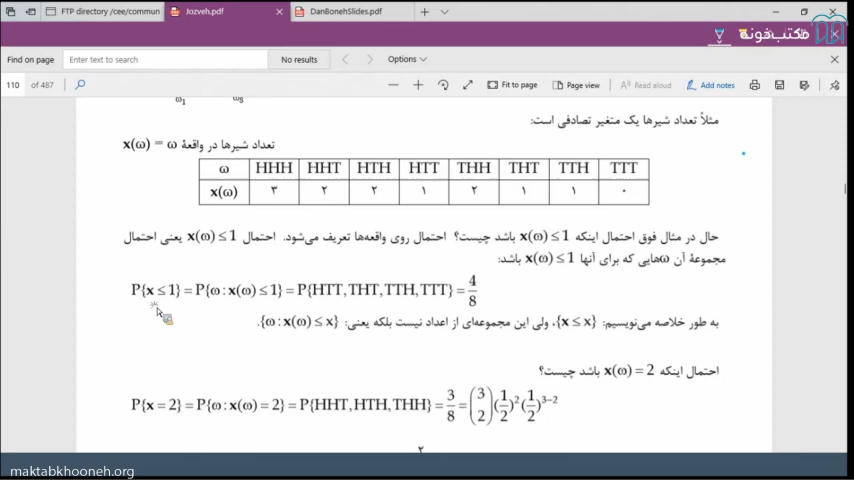 FTP directory /cee/commun
Jozveh.pdf
DanBonehSlides.pdf
مکتب‌خونه
Find on page
Enter text to search
No results
Options
110 of 487
Fit to page
Page view
Read aloud
Add notes
ω₁ ω₈
مثلاً تعداد شیرها یک متغیر تصادفی است:
x(ω) = تعداد شیرها در واقعهٔ ω
ω HHH HHT HTH HTT THH THT TTH TTT
x(ω) ۳ ۲ ۲ ۱ ۲ ۱ ۱ ۰
حال در مثال فوق احتمال اینکه x(ω) ≤ 1 باشد چیست؟ احتمال روی واقعه‌ها تعریف می‌شود. احتمال x(ω) ≤ 1 یعنی احتمال
مجموعهٔ آن ωهایی که برای آنها x(ω) ≤ 1 باشد:
P{x ≤ 1} = P{ω : x(ω) ≤ 1} = P{HTT, THT, TTH, TTT} = 4/8
به طور خلاصه می‌نویسیم: {x ≤ x}، ولی این مجموعه‌ای از اعداد نیست بلکه یعنی: {ω : x(ω) ≤ x}.
احتمال اینکه x(ω) = 2 باشد چیست؟
P{x = 2} = P{ω : x(ω) = 2} = P{HHT, HTH, THH} = 3/8 = (3 2)(1/2)²(1/2)³⁻²
۲
maktabkhooneh.org